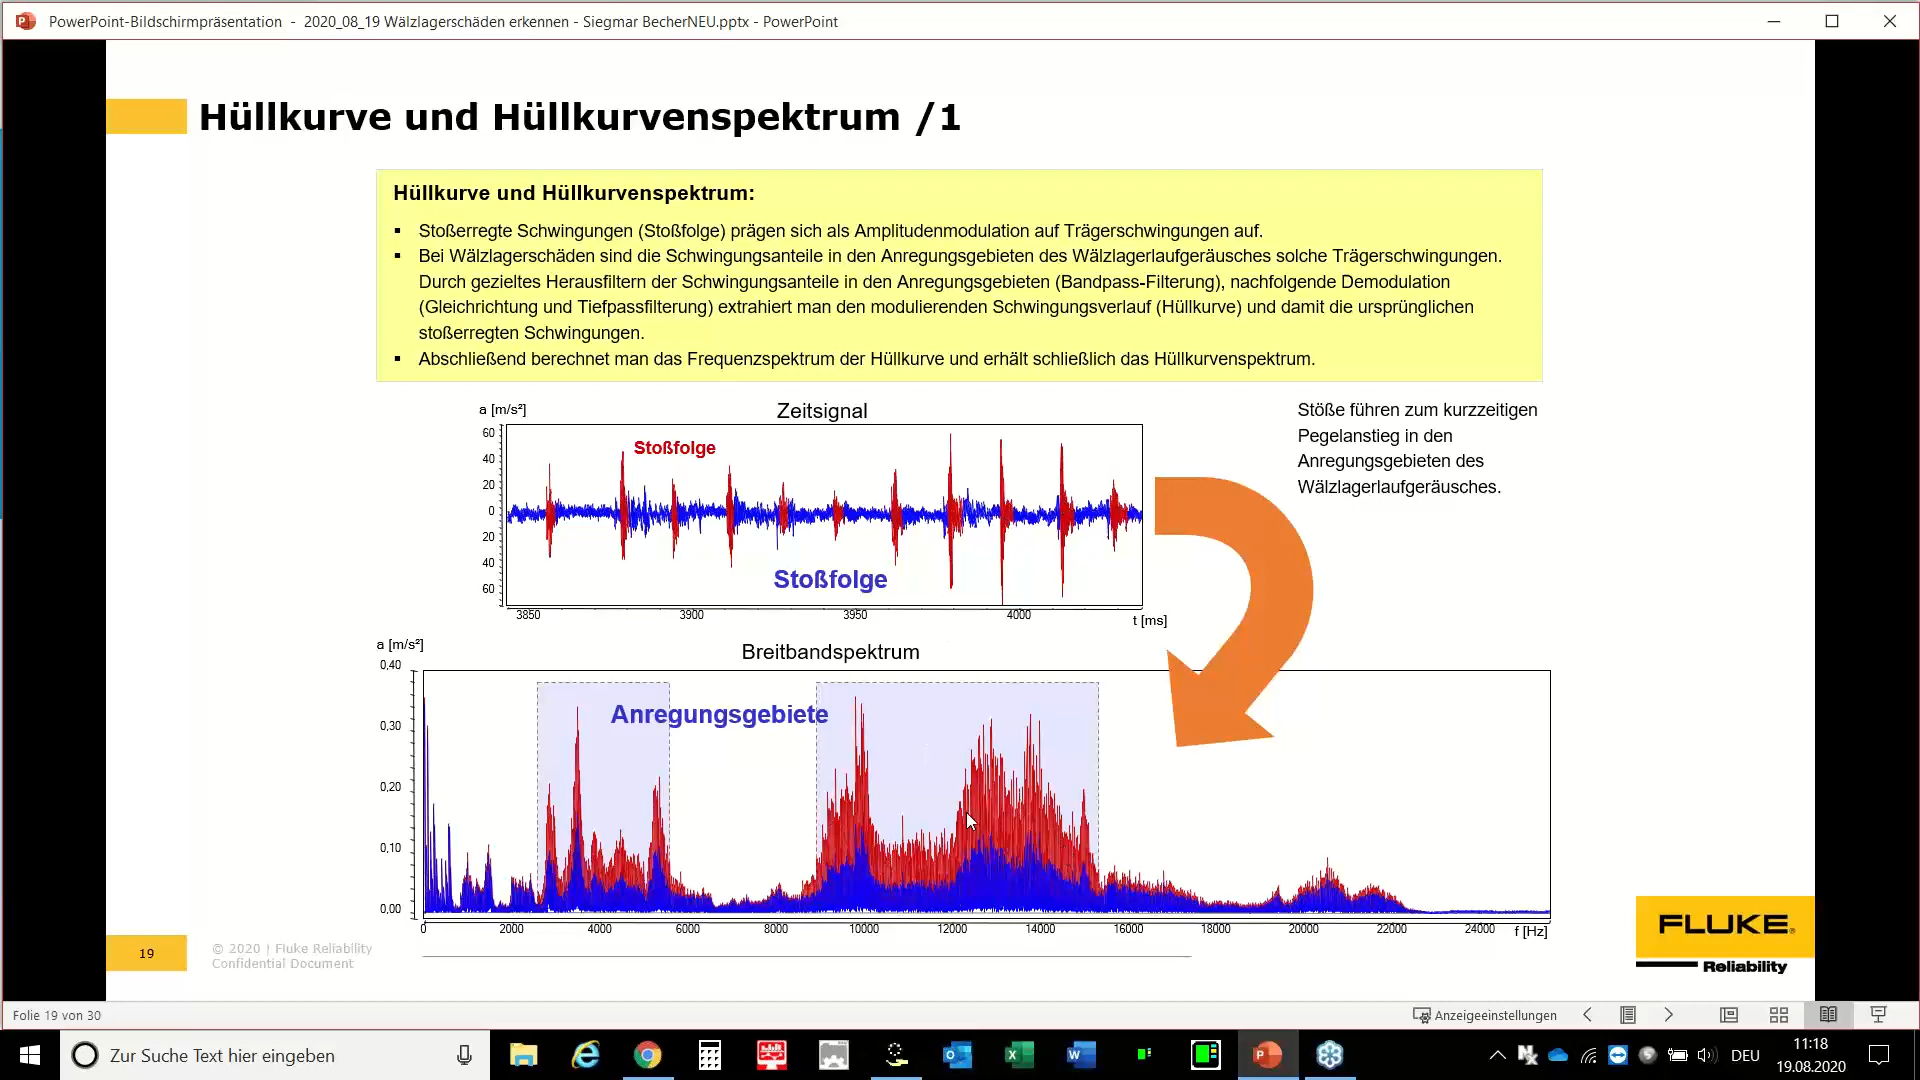 PowerPoint-Bildschirmpräsentation - 2020_08_19 Wälzlagerschäden erkennen - Siegmar BecherNEU.pptx - PowerPoint
Hüllkurve und Hüllkurvenspektrum /1
Hüllkurve und Hüllkurvenspektrum:
▪ Stoßerregte Schwingungen (Stoßfolge) prägen sich als Amplitudenmodulation auf Trägerschwingungen auf.
▪ Bei Wälzlagerschäden sind die Schwingungsanteile in den Anregungsgebieten des Wälzlagerlaufgeräusches solche Trägerschwingungen.
Durch gezieltes Herausfiltern der Schwingungsanteile in den Anregungsgebieten (Bandpass-Filterung), nachfolgende Demodulation
(Gleichrichtung und Tiefpassfilterung) extrahiert man den modulierenden Schwingungsverlauf (Hüllkurve) und damit die ursprünglichen
stoßerregten Schwingungen.
▪ Abschließend berechnet man das Frequenzspektrum der Hüllkurve und erhält schließlich das Hüllkurvenspektrum.
a [m/s²]
Zeitsignal
60
40
20
0
20
40
60
Stoßfolge
Stoßfolge
3850 3900 3950 4000
t [ms]
Stöße führen zum kurzzeitigen
Pegelanstieg in den
Anregungsgebieten des
Wälzlagerlaufgeräusches.
a [m/s²]
Breitbandspektrum
0,40
0,30
0,20
0,10
0,00
Anregungsgebiete
0 2000 4000 6000 8000 10000 12000 14000 16000 18000 20000 22000 24000
f [Hz]
19
© 2020 | Fluke Reliability
Confidential Document
FLUKE®
Reliability
Folie 19 von 30
Anzeigeeinstellungen
Zur Suche Text hier eingeben
DEU
11:18
19.08.2020